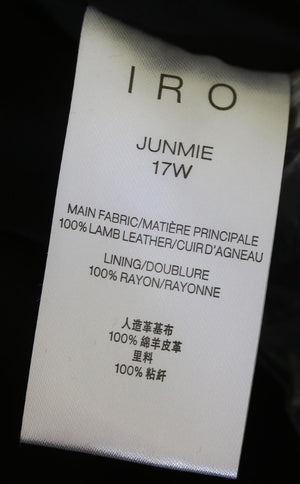 IRO
JUNMIE
17W
MAIN FABRIC/MATIÈRE PRINCIPALE
100% LAMB LEATHER/CUIR D'AGNEAU
LINING/DOUBLURE
100% RAYON/RAYONNE
人造革基布
100% 綿羊皮革
里料
100% 粘纤